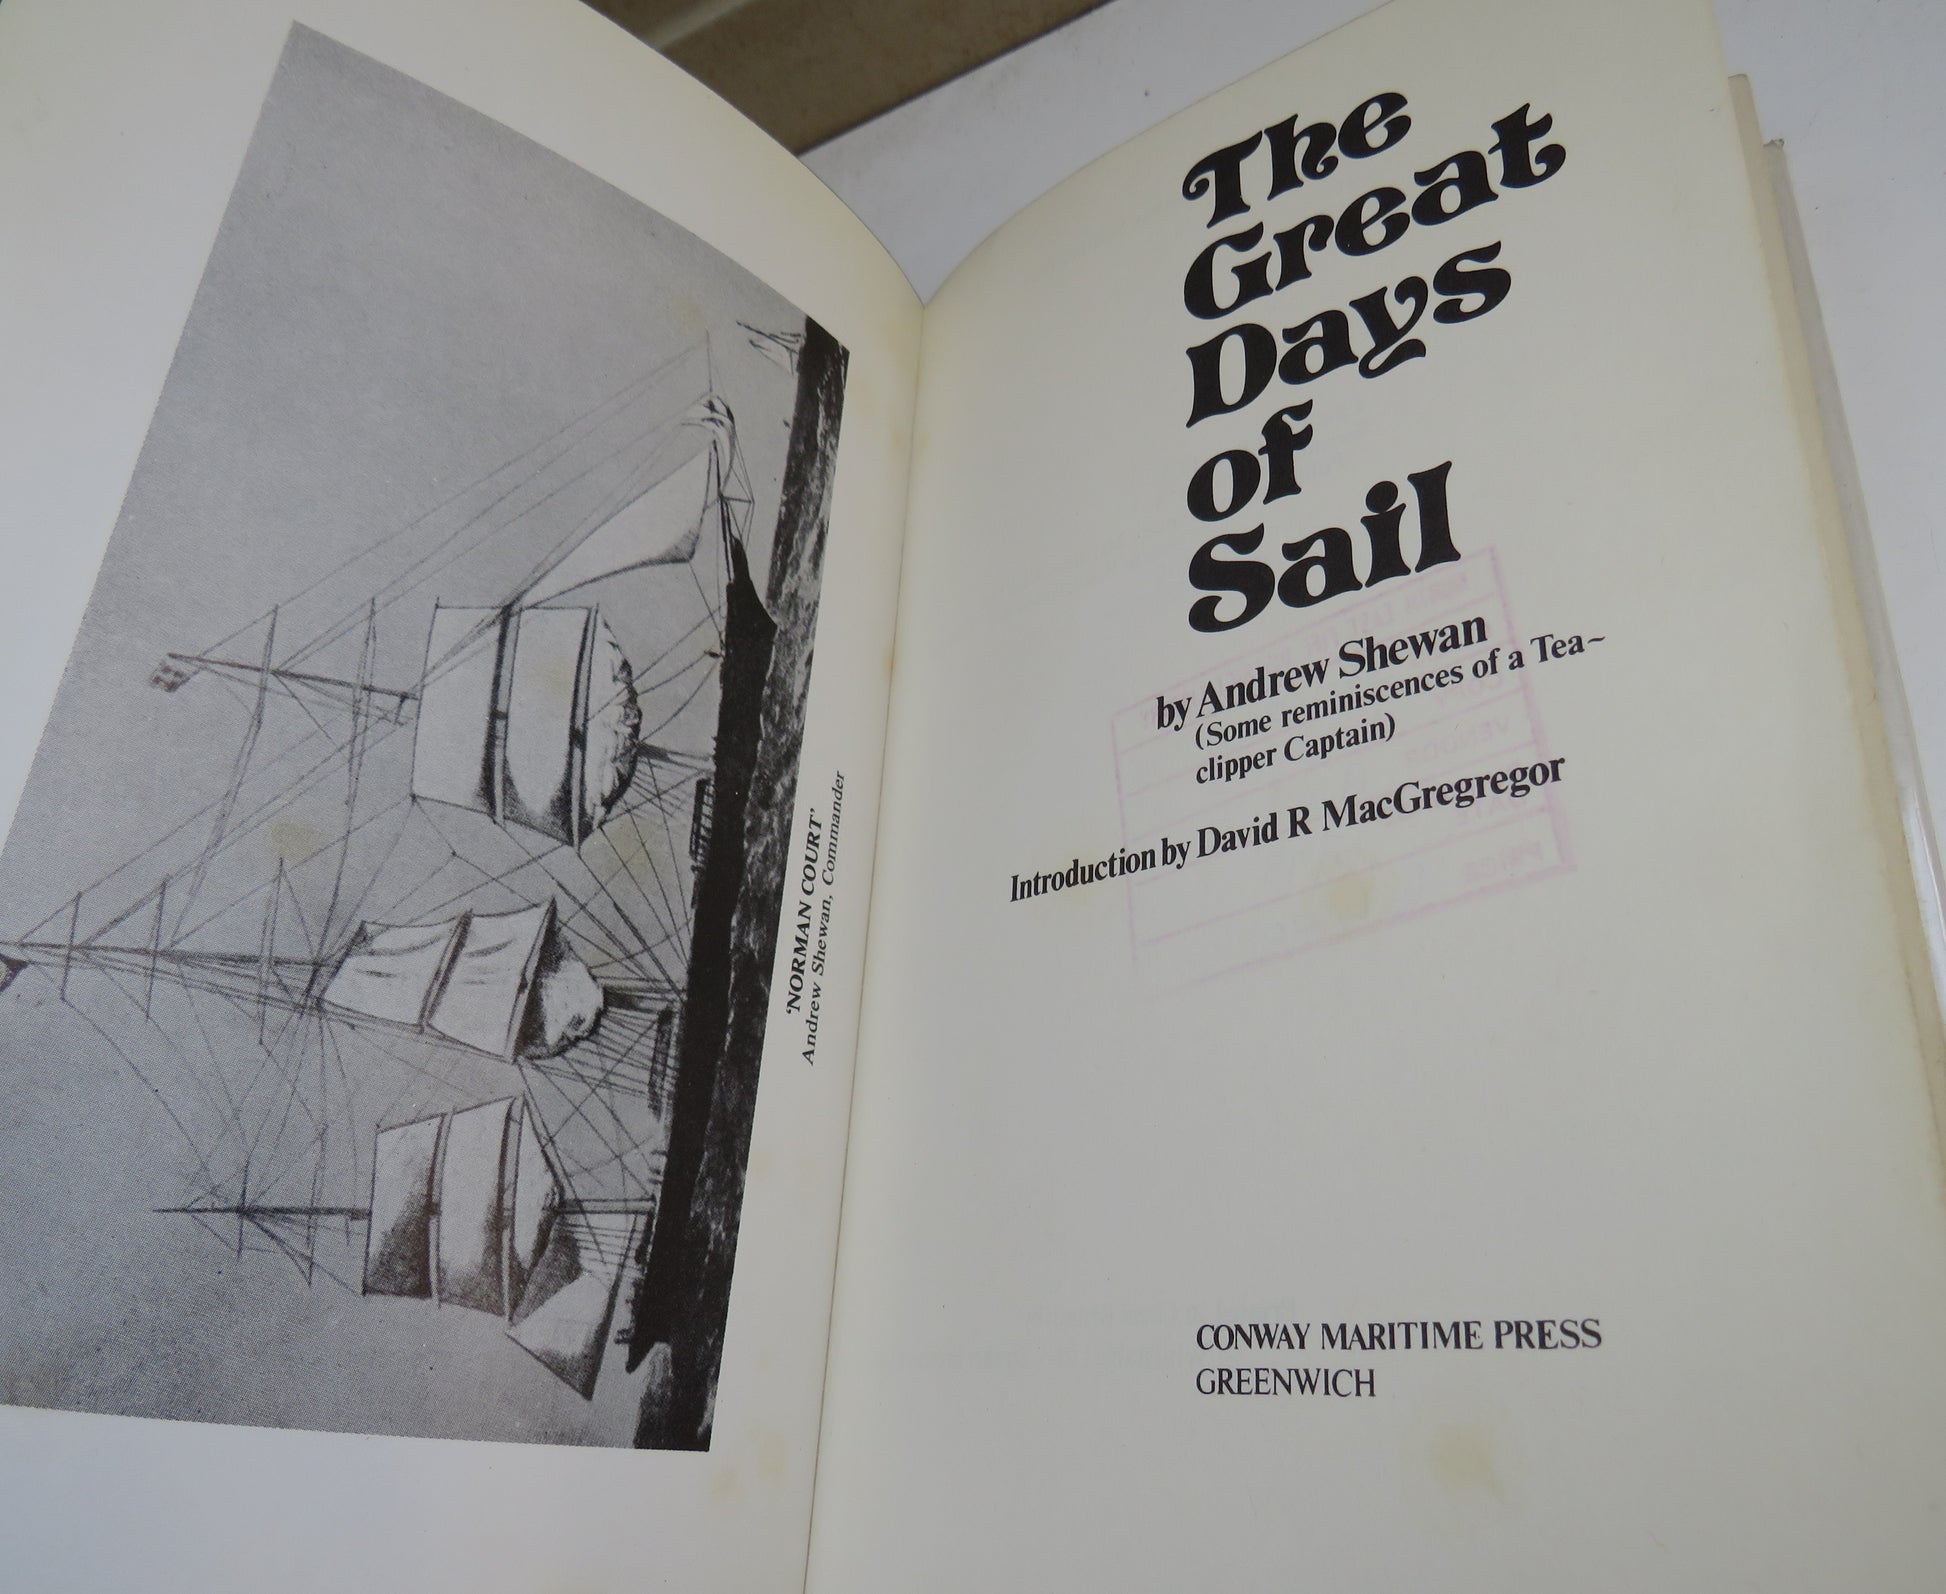 'NORMAN COURT'
Andrew Shewan, Commander
The
Great
Days
of
Sail
by Andrew Shewan
(Some reminiscences of a Tea~
clipper Captain)
Introduction by David R MacGregregor
CONWAY MARITIME PRESS
GREENWICH